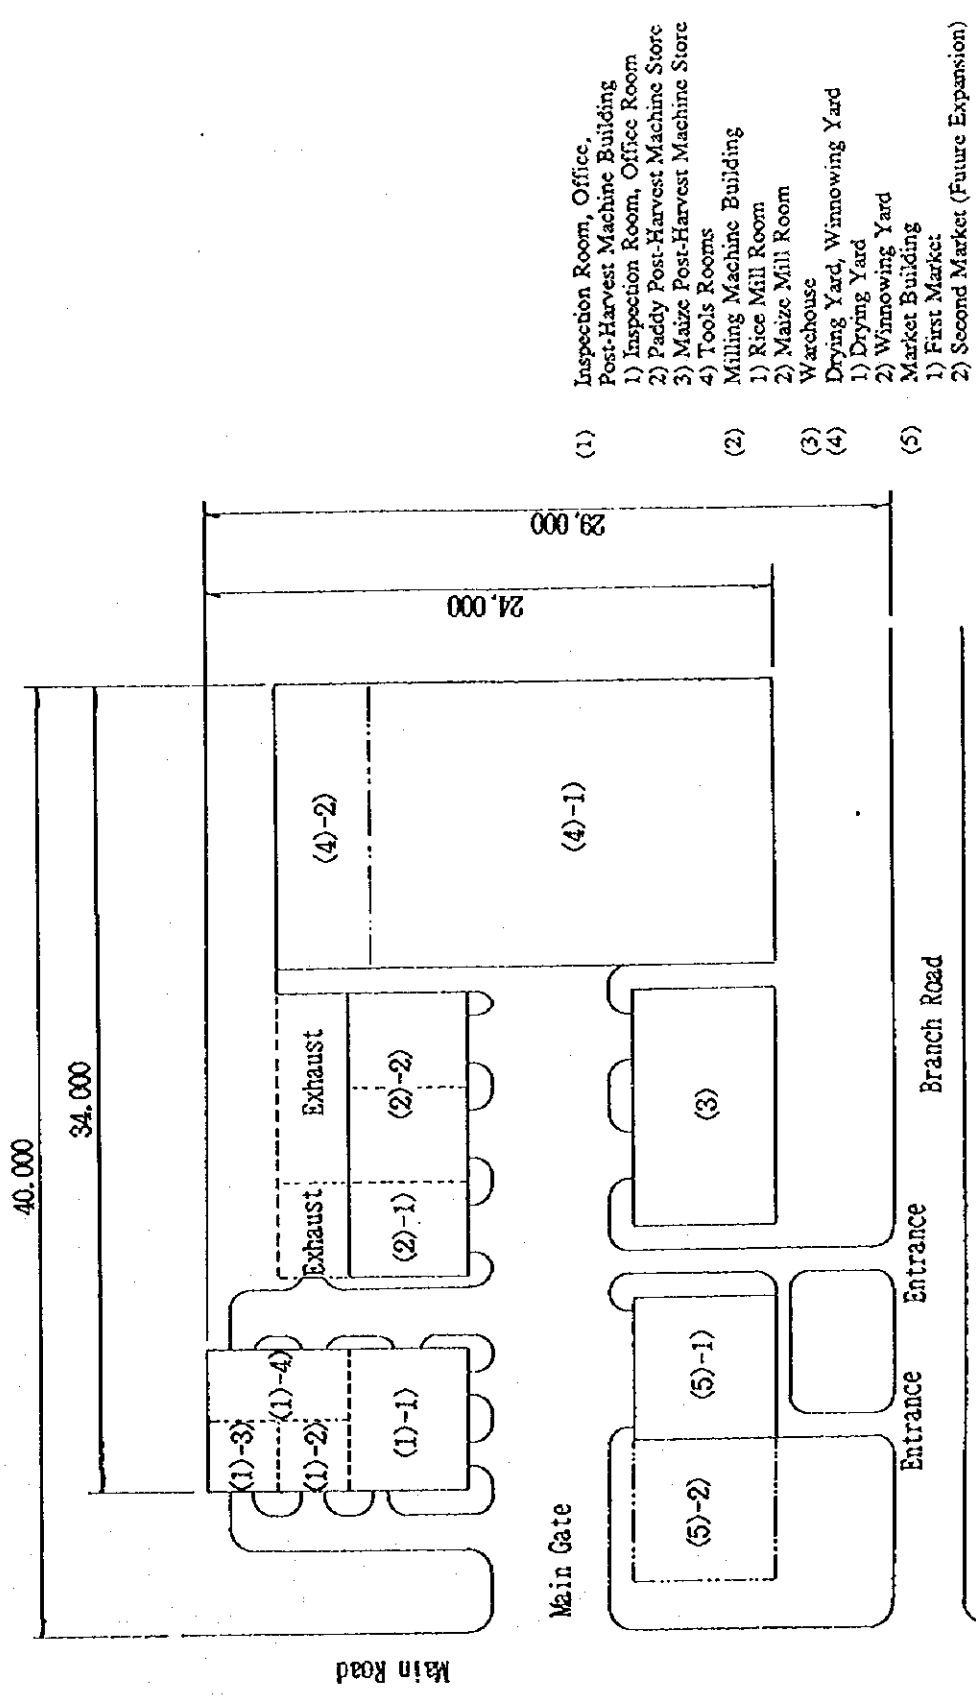 40.000
34.000
29,000
24,000
(4)-2)
(4)-1)
Exhaust
Exhaust
(2)-2)
(2)-1)
(3)
(1)-3)
(1)-4)
(1)-2)
(1)-1)
(5)-1)
(5)-2)
Main Gate
Main Road
Entrance
Entrance
Branch Road
(1) Inspection Room, Office,
Post-Harvest Machine Building
1) Inspection Room, Office Room
2) Paddy Post-Harvest Machine Store
3) Maize Post-Harvest Machine Store
4) Tools Rooms
(2) Milling Machine Building
1) Rice Mill Room
2) Maize Mill Room
(3) Warehouse
(4) Drying Yard, Winnowing Yard
1) Drying Yard
2) Winnowing Yard
(5) Market Building
1) First Market
2) Second Market (Future Expansion)